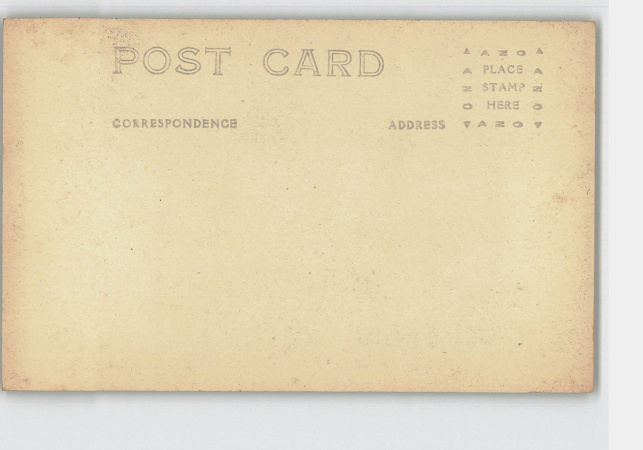 POST CARD
AZO
PLACE
STAMP
HERE
AZO
CORRESPONDENCE
ADDRESS